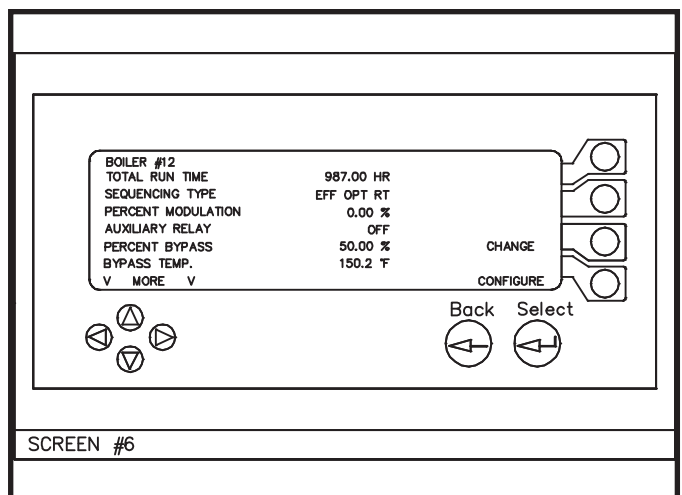 BOILER #12
TOTAL RUN TIME 987.00 HR
SEQUENCING TYPE EFF OPT RT
PERCENT MODULATION 0.00 %
AUXILIARY RELAY OFF
PERCENT BYPASS 50.00 % CHANGE
BYPASS TEMP. 150.2 °F
V MORE V CONFIGURE
Back Select
SCREEN #6